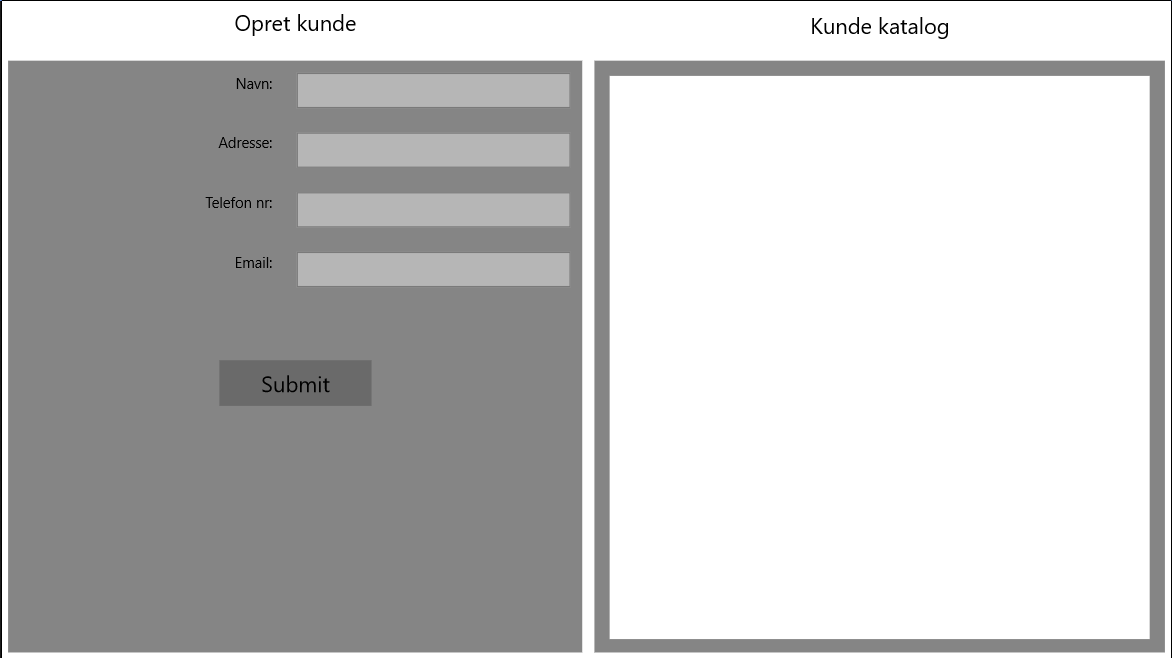 Opret kunde
Kunde katalog
Navn:
Adresse:
Telefon nr:
Email:
Submit